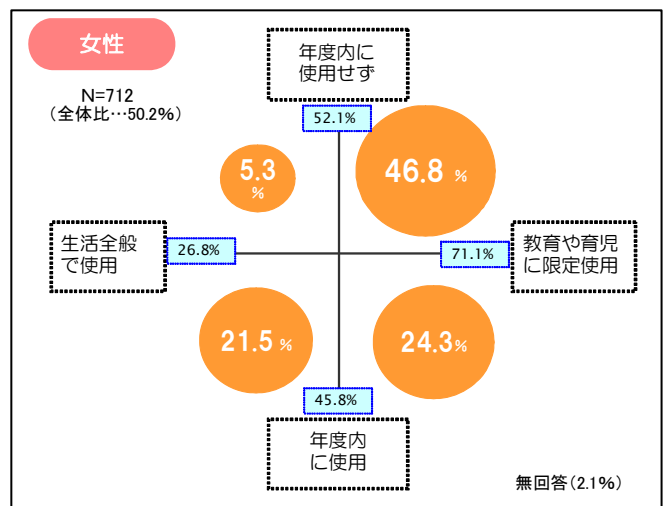 女性
N=712
（全体比…50.2%）
年度内に
使用せず
52.1%
5.3
%
46.8 %
生活全般
で使用
26.8%
71.1%
教育や育児
に限定使用
21.5 %
24.3%
45.8%
年度内
に使用
無回答（2.1%）